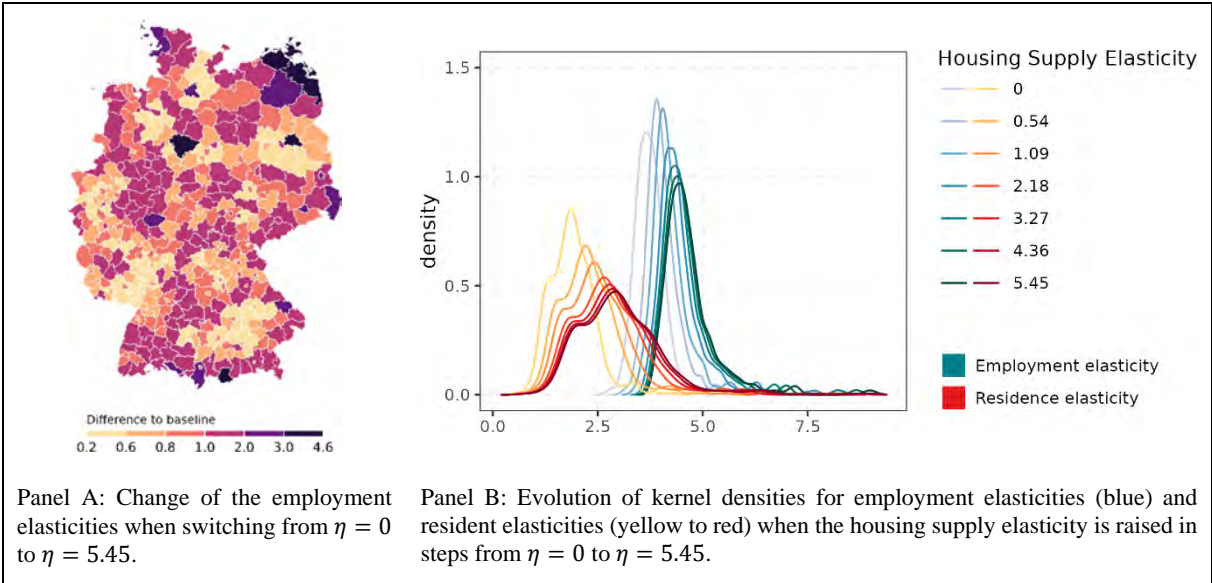 Difference to baseline
0.2 0.6 0.8 1.0 2.0 3.0 4.6
1.5
1.0
0.5
0.0
density
0.0 2.5 5.0 7.5
Housing Supply Elasticity
0
0.54
1.09
2.18
3.27
4.36
5.45
Employment elasticity
Residence elasticity
Panel A: Change of the employment
elasticities when switching from η = 0
to η = 5.45.
Panel B: Evolution of kernel densities for employment elasticities (blue) and
resident elasticities (yellow to red) when the housing supply elasticity is raised in
steps from η = 0 to η = 5.45.